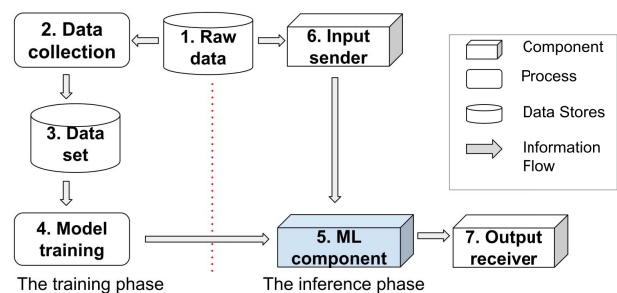 2. Data
collection
1. Raw
data
6. Input
sender
3. Data
set
4. Model
training
5. ML
component
7. Output
receiver
The training phase
The inference phase
Component
Process
Data Stores
Information
Flow